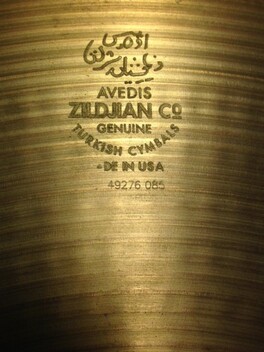 AVEDIS
ZILDJIAN CO
GENUINE
TURKISH CYMBALS
DE IN USA
49276 085